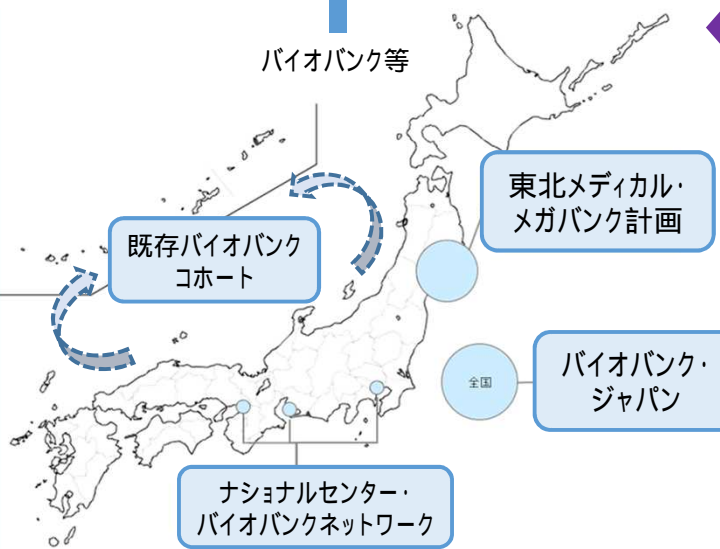 バイオバンク等
東北メディカル・
メガバンク計画
既存バイオバンク
コホート
全国
バイオバンク・
ジャパン
ナショナルセンター・
バイオバンクネットワーク